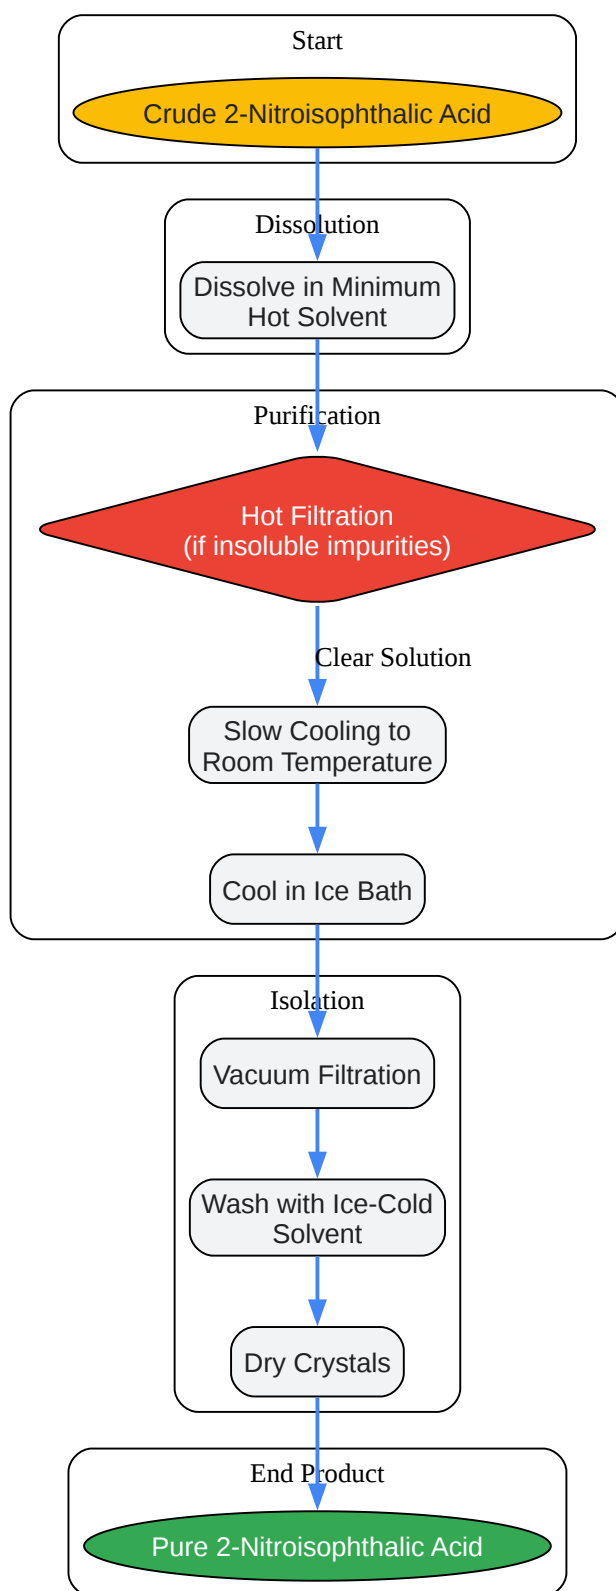 Start
Crude 2-Nitroisophthalic Acid
Dissolution
Dissolve in Minimum
Hot Solvent
Purification
Hot Filtration
(if insoluble impurities)
Clear Solution
Slow Cooling to
Room Temperature
Cool in Ice Bath
Isolation
Vacuum Filtration
Wash with Ice-Cold
Solvent
Dry Crystals
End Product
Pure 2-Nitroisophthalic Acid